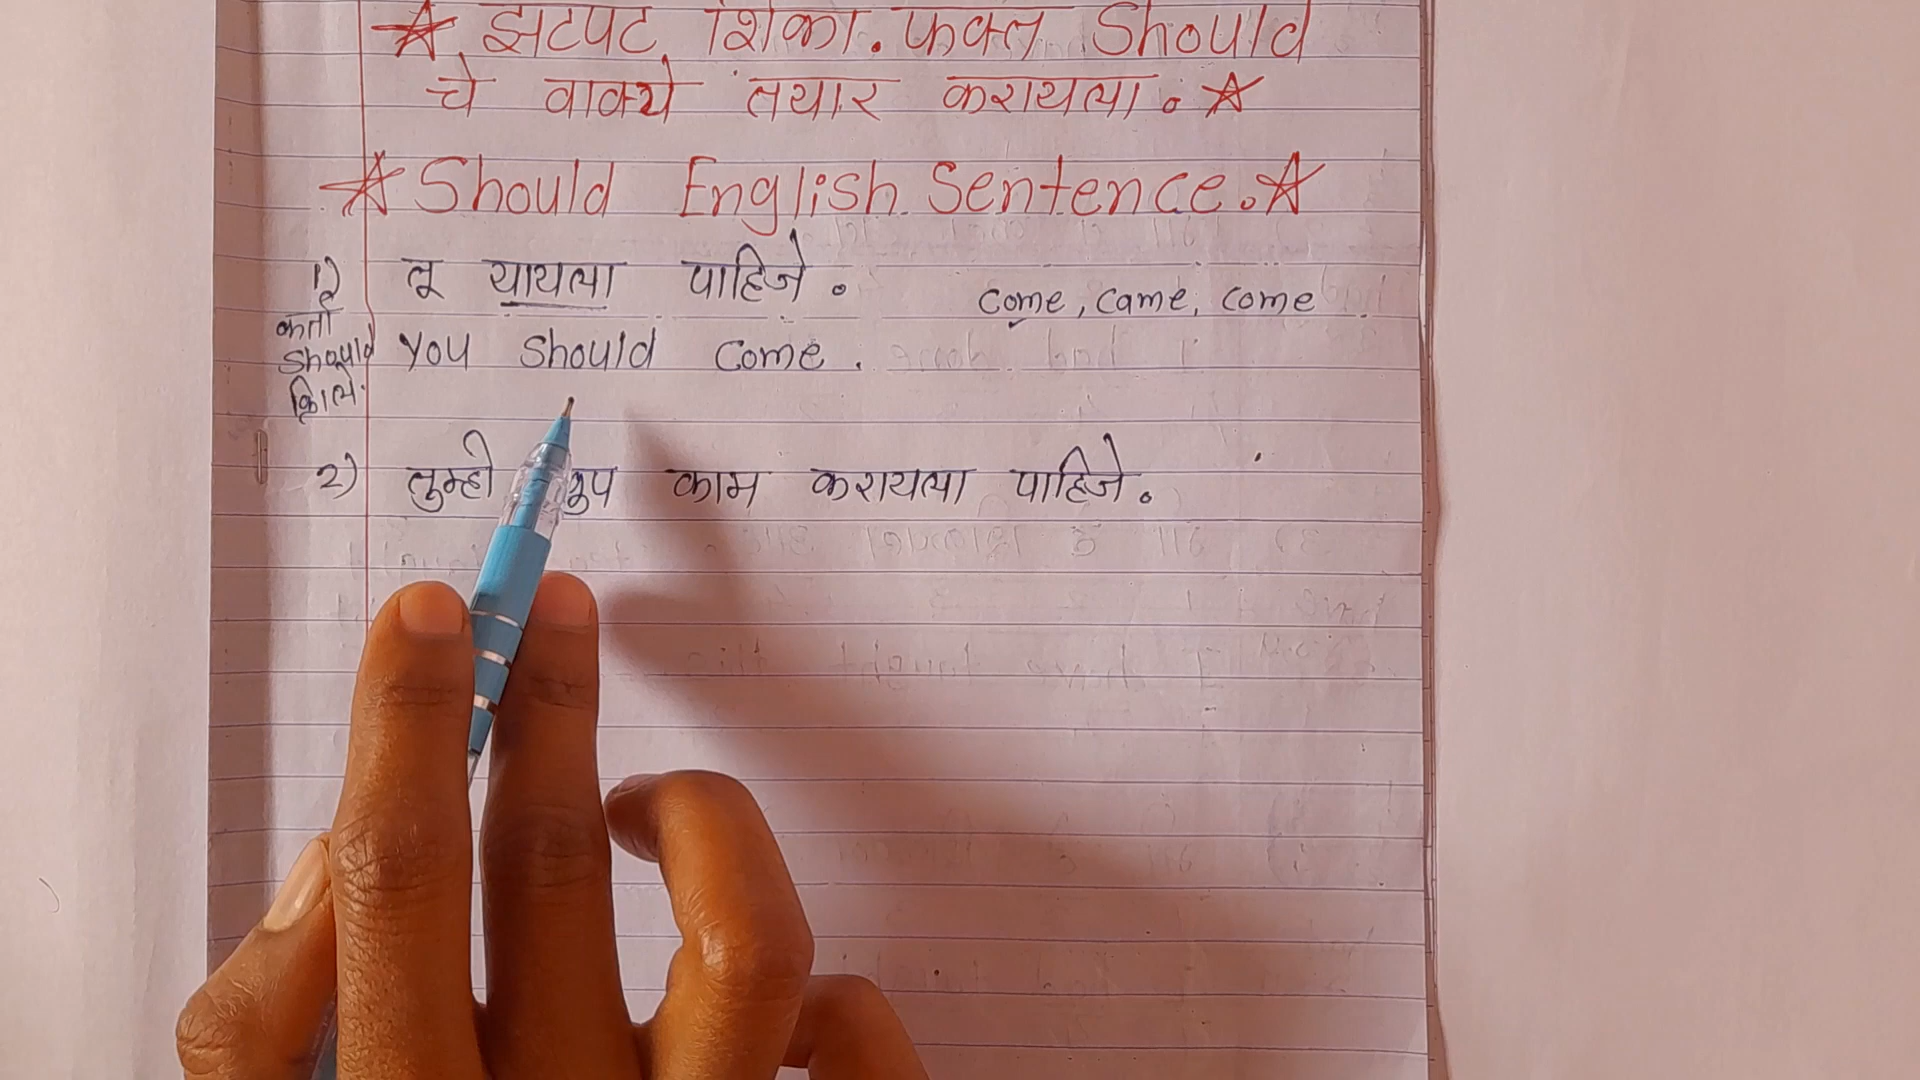 ★ झटपट शिका. फक्त Should
चे वाक्ये तयार करायला. ★
★ Should English Sentence. ★
1) तू यायला पाहिजे.
come, came, come
कर्ता
Should
You Should Come.
2) तुम्ही काम करायला पाहिजे.